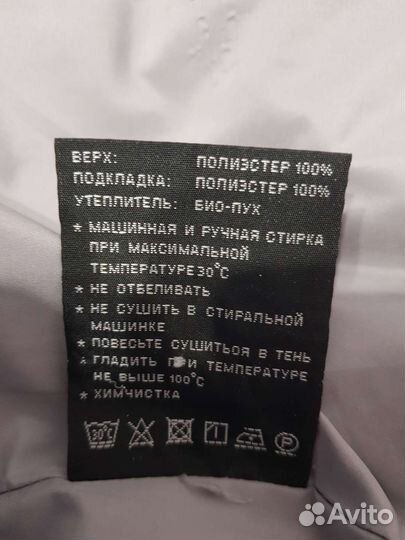 ВЕРХ: ПОЛИЭСТЕР 100%
ПОДКЛАДКА: ПОЛИЭСТЕР 100%
УТЕПЛИТЕЛЬ: БИО-ПУХ
* МАШИННАЯ И РУЧНАЯ СТИРКА
ПРИ МАКСИМАЛЬНОЙ
ТЕМПЕРАТУРЕ 30°C
* НЕ ОТБЕЛИВАТЬ
* НЕ СУШИТЬ В СТИРАЛЬНОЙ
МАШИНКЕ
* ПОВЕСЬТЕ СУШИТЬСЯ В ТЕНЬ
* ГЛАДИТЬ ПРИ ТЕМПЕРАТУРЕ
НЕ ВЫШЕ 100°C
* ХИМЧИСТКА
30°C P
Avito